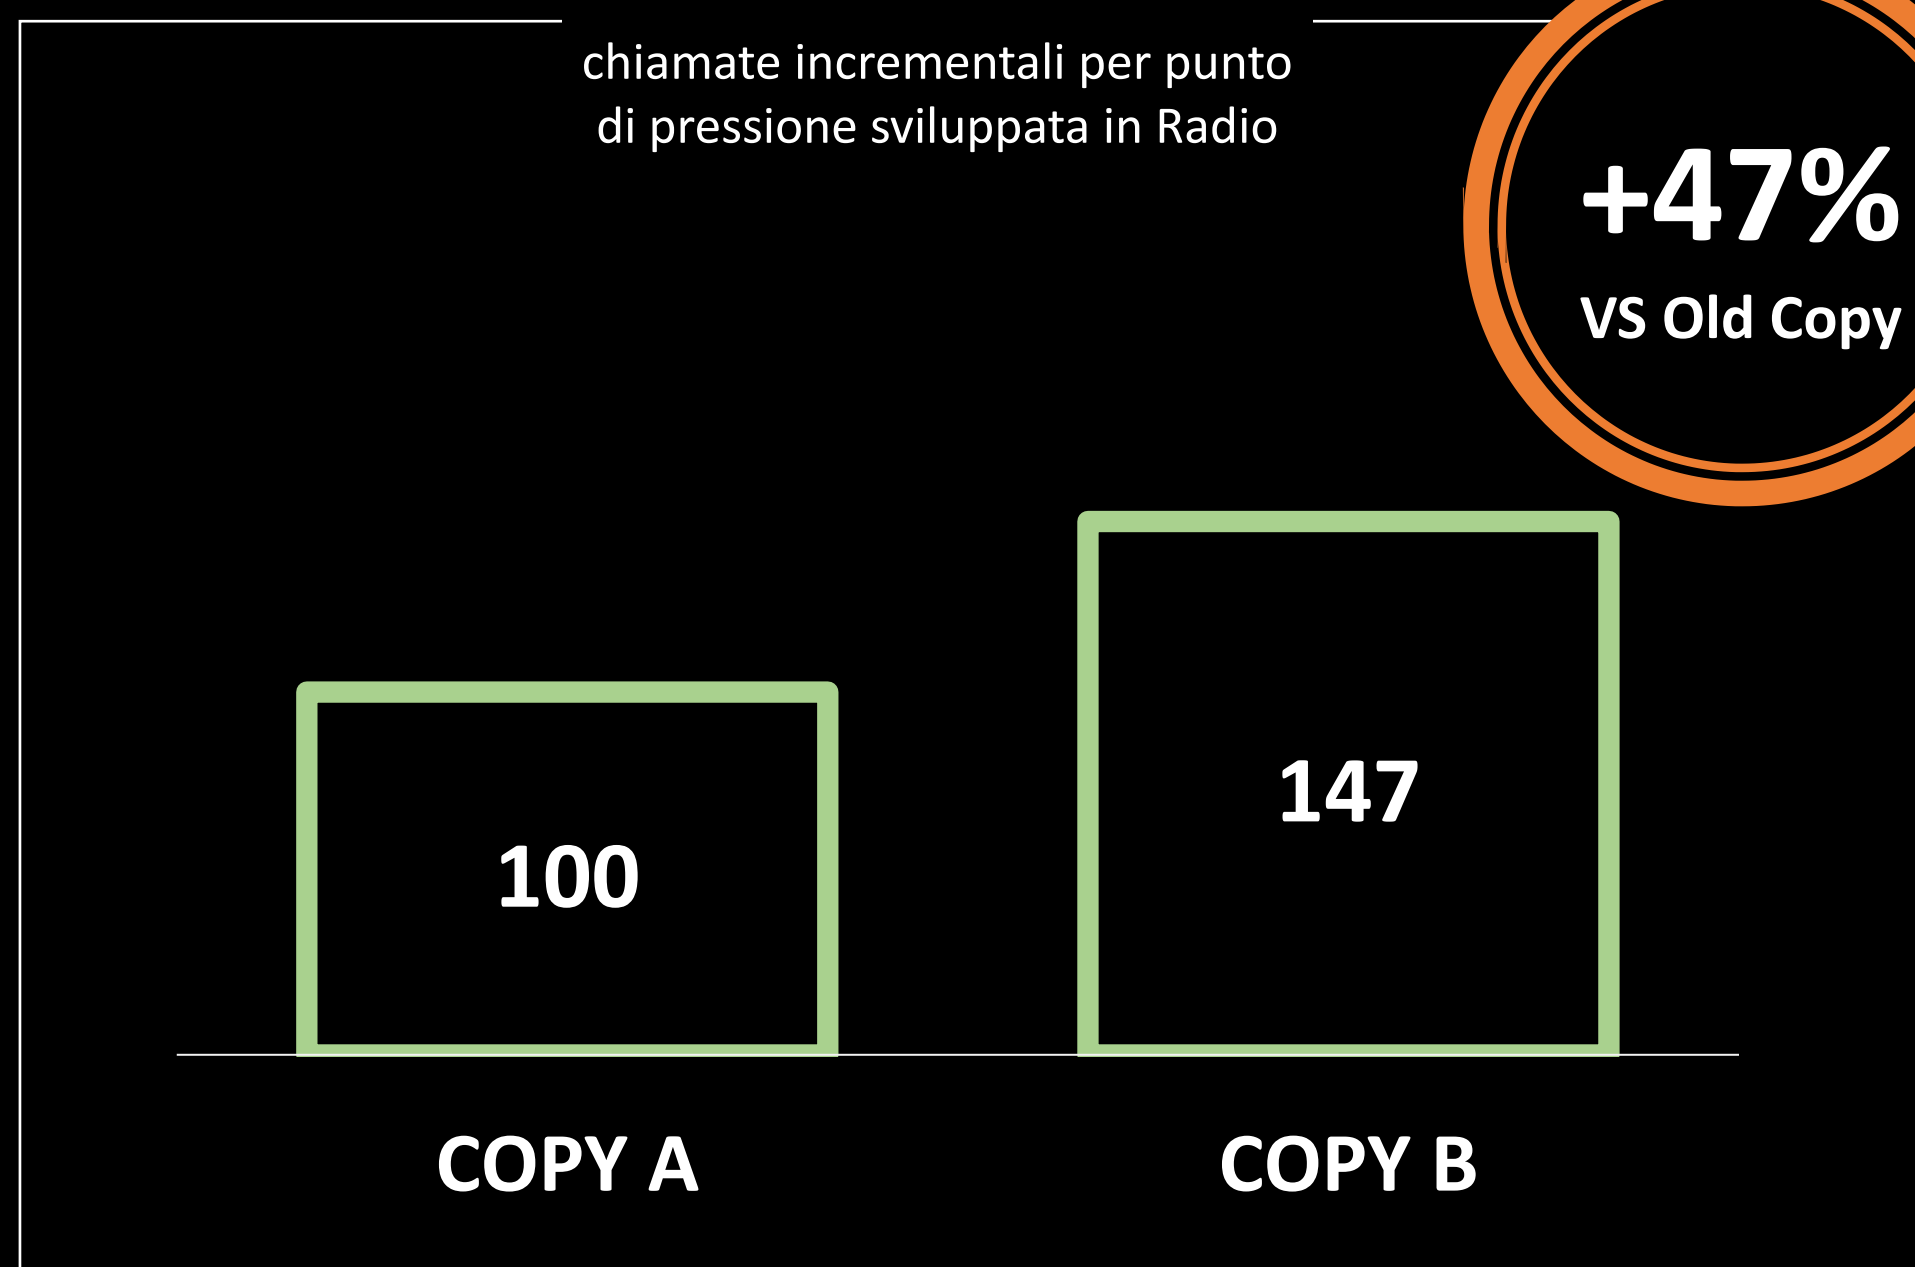 chiamate incrementali per punto
di pressione sviluppata in Radio
+47%
VS Old Copy
147
100
COPY A
COPY B